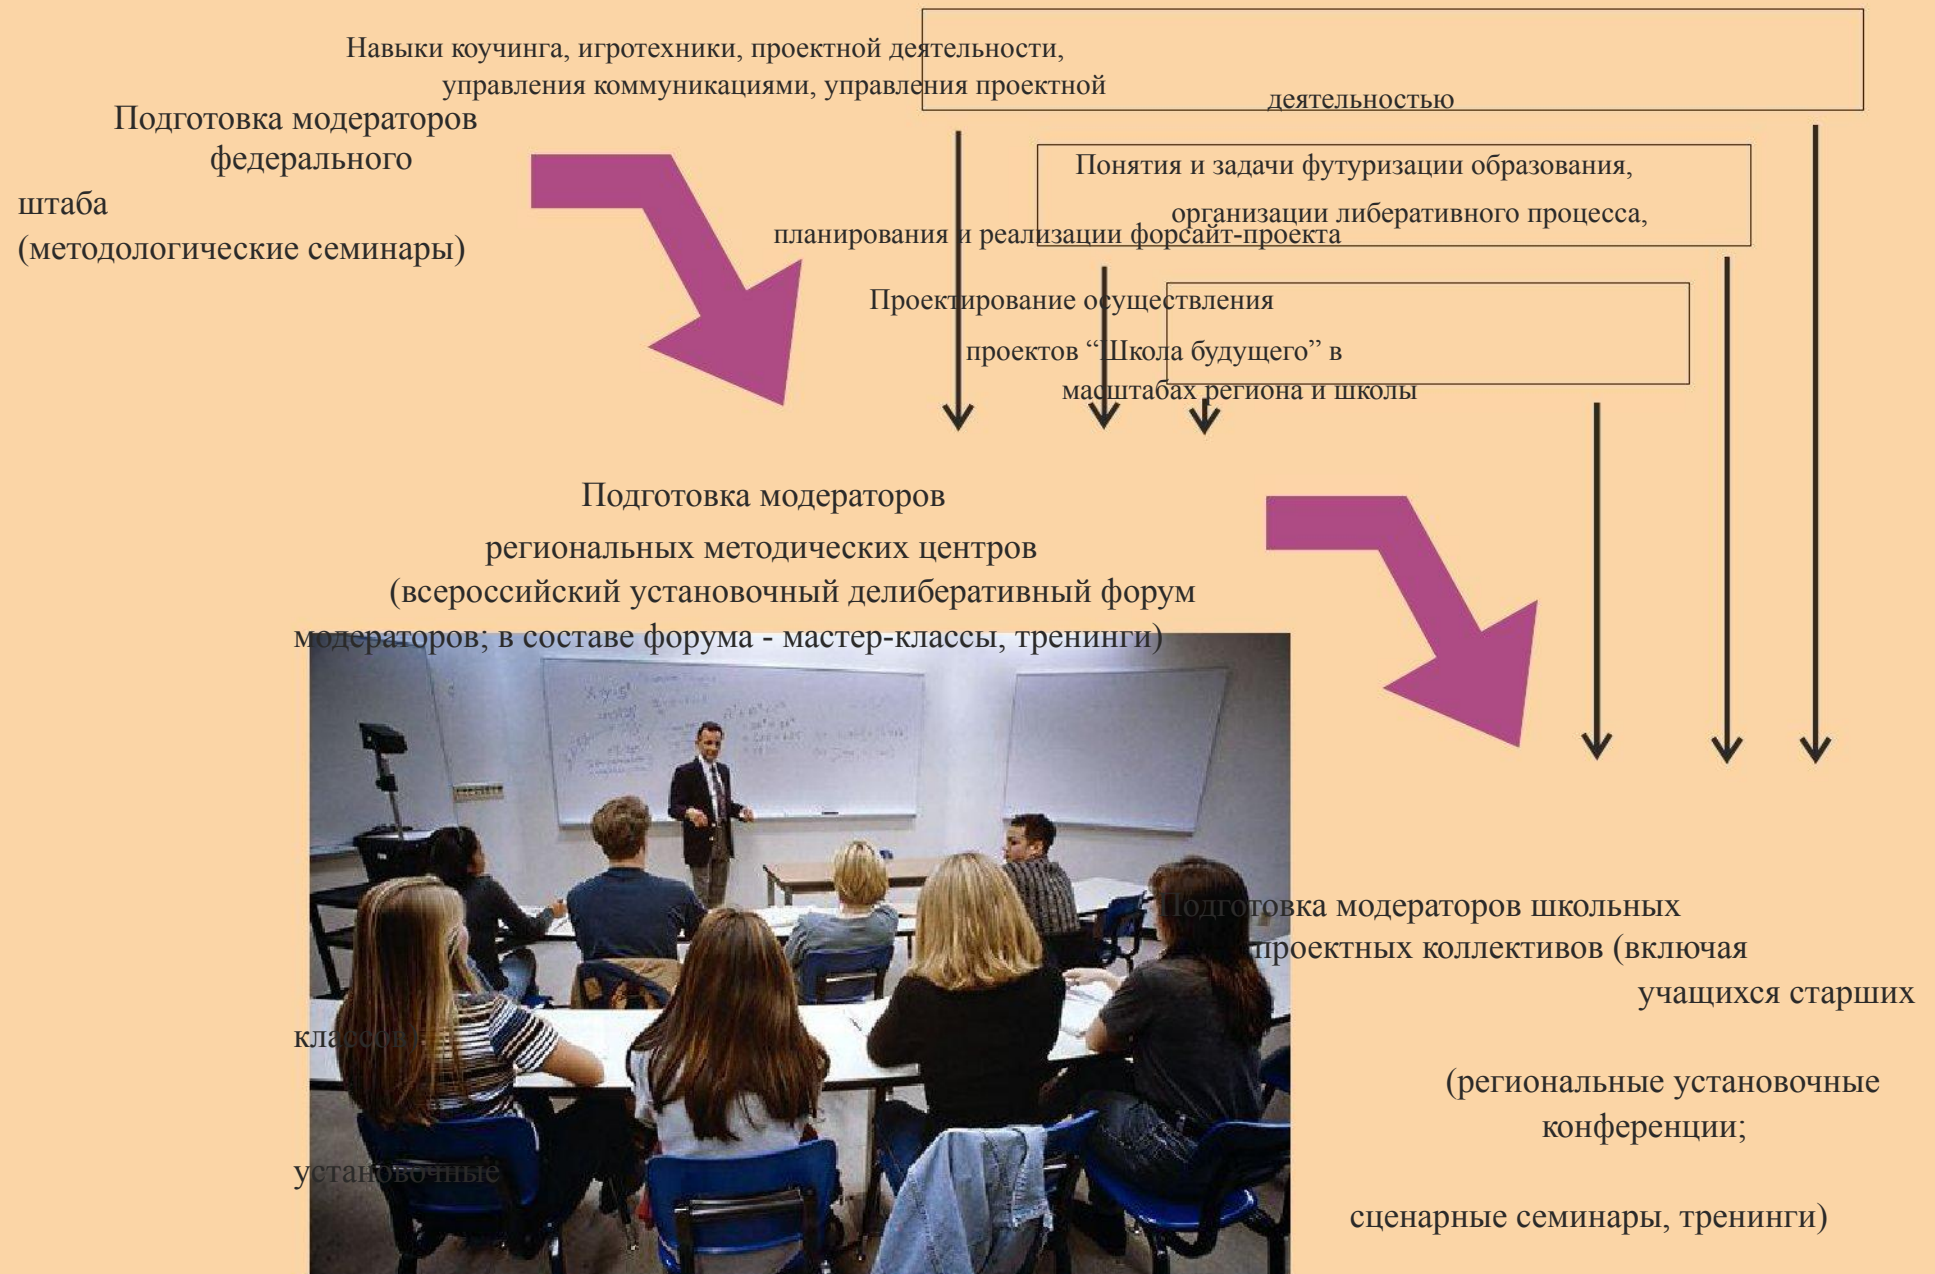 Навыки коучинга, игротехники, проектной деятельности,
управления коммуникациями, управления проектной
деятельностью
Подготовка модераторов
федерального
штаба
(методологические семинары)
Понятия и задачи футуризации образования,
организации либеративного процесса,
планирования и реализации форсайт-проекта
Проектирование осуществления
проектов “Школа будущего” в
масштабах региона и школы
Подготовка модераторов
региональных методических центров
(всероссийский установочный делиберативный форум
модераторов; в составе форума - мастер-классы, тренинги)
Подготовка модераторов школьных
проектных коллективов (включая
учащихся старших
классов)
(региональные установочные
конференции;
установочные
сценарные семинары, тренинги)